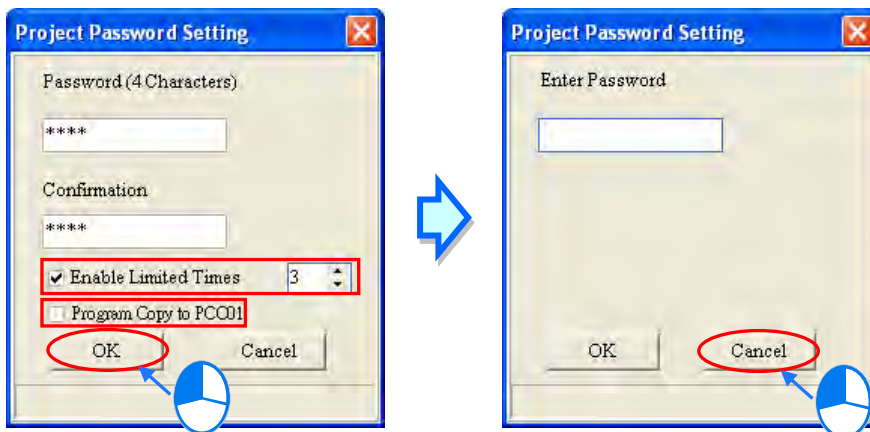 Project Password Setting
Password (4 Characters)
****
Confirmation
****
Enable Limited Times 3
Program Copy to PCC01
OK Cancel
Project Password Setting
Enter Password
OK Cancel